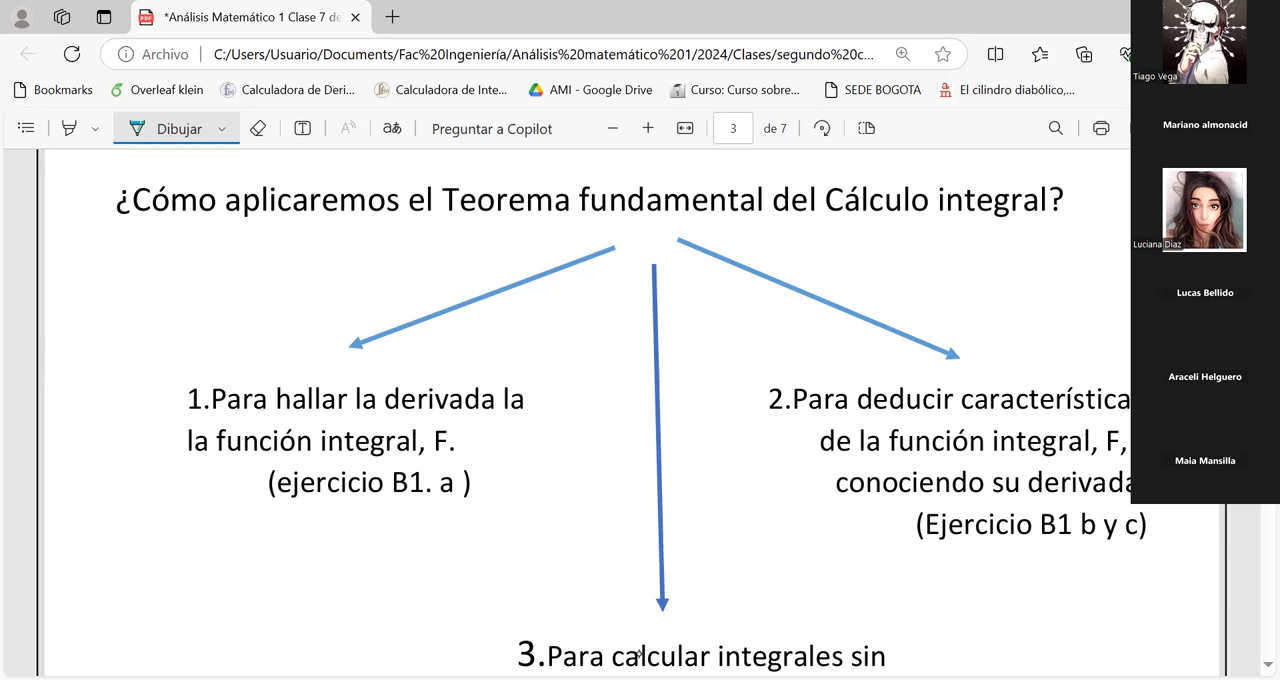 *Análisis Matemático 1 Clase 7 de
Archivo
C:/Users/Usuario/Documents/Fac%20Ingeniería/Análisis%20matemático%201/2024/Clases/segundo%20c...
Bookmarks
Overleaf klein
Calculadora de Deri...
Calculadora de Inte...
AMI - Google Drive
Curso: Curso sobre...
SEDE BOGOTA
El cilindro diabólico,...
Dibujar
Preguntar a Copilot
3
de 7
¿Cómo aplicaremos el Teorema fundamental del Cálculo integral?
1.Para hallar la derivada la
la función integral, F.
(ejercicio B1. a )
2.Para deducir característica
de la función integral, F,
conociendo su derivada
(Ejercicio B1 b y c)
3.Para calcular integrales sin
Tiago Vega
Mariano almonacid
Luciana Diaz
Lucas Bellido
Araceli Helguero
Maia Mansilla